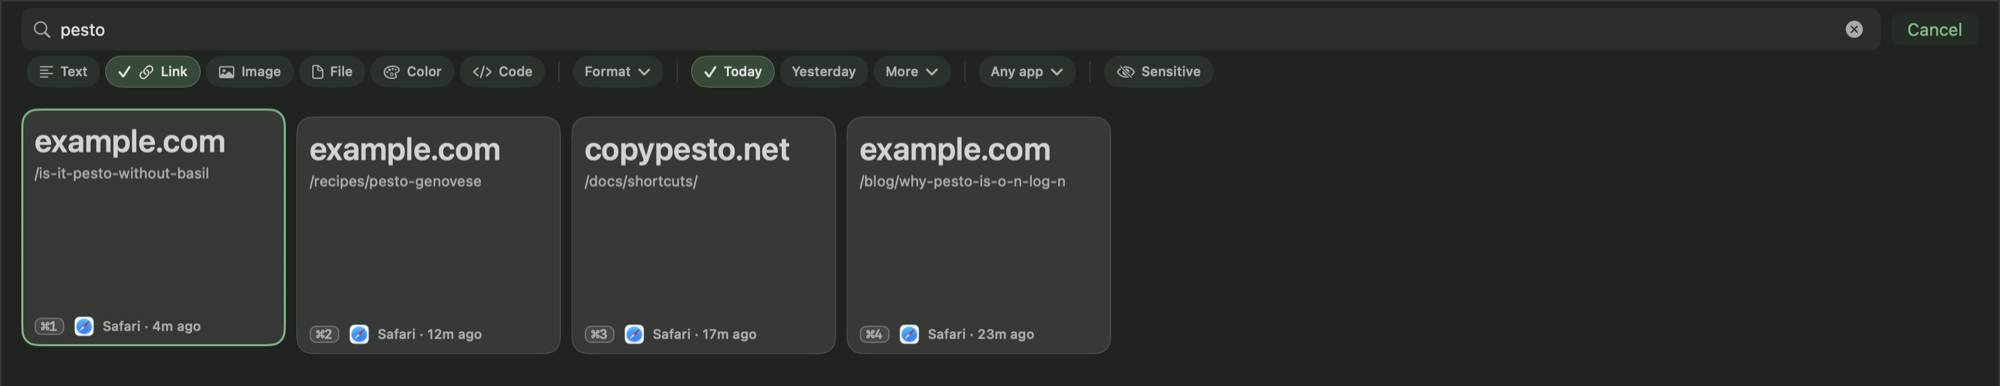 pesto
Cancel
Text
Link
Image
File
Color
</> Code
Format
Today
Yesterday
More
Any app
Sensitive
example.com
/is-it-pesto-without-basil
⌘1 Safari · 4m ago
example.com
/recipes/pesto-genovese
⌘2 Safari · 12m ago
copypesto.net
/docs/shortcuts/
⌘3 Safari · 17m ago
example.com
/blog/why-pesto-is-o-n-log-n
⌘4 Safari · 23m ago